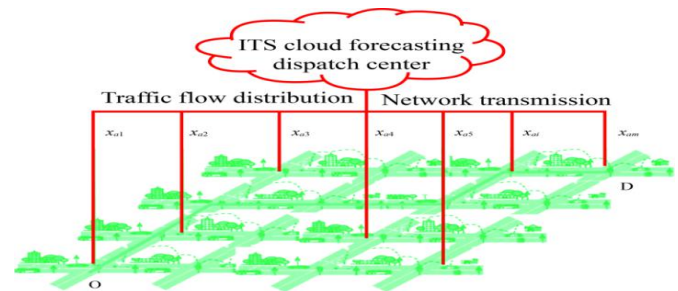 ITS cloud forecasting
dispatch center
Traffic flow distribution
Network transmission
xa1 xa2 xa3 xa4 xa5 xai xam
D
O